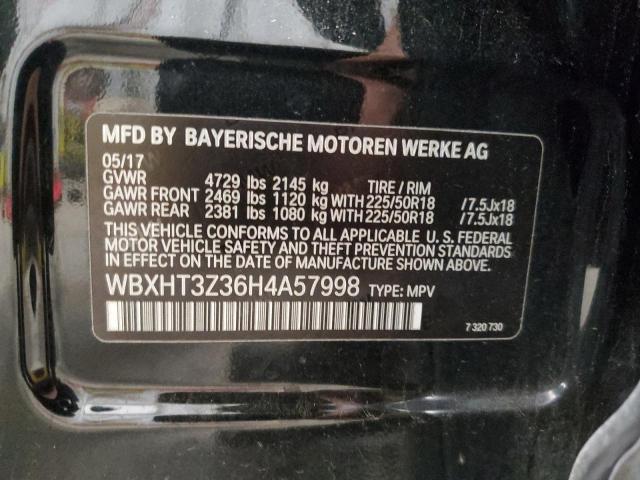 MFD BY BAYERISCHE MOTOREN WERKE AG
05/17
GVWR 4729 lbs 2145 kg TIRE / RIM
GAWR FRONT 2469 lbs 1120 kg WITH 225/50R18 /7.5Jx18
GAWR REAR 2381 lbs 1080 kg WITH 225/50R18 /7.5Jx18
THIS VEHICLE CONFORMS TO ALL APPLICABLE U. S. FEDERAL
MOTOR VEHICLE SAFETY AND THEFT PREVENTION STANDARDS
IN EFFECT ON THE DATE OF MANUFACTURE SHOWN ABOVE.
WBXHT3Z36H4A57998 TYPE: MPV
7 320 730